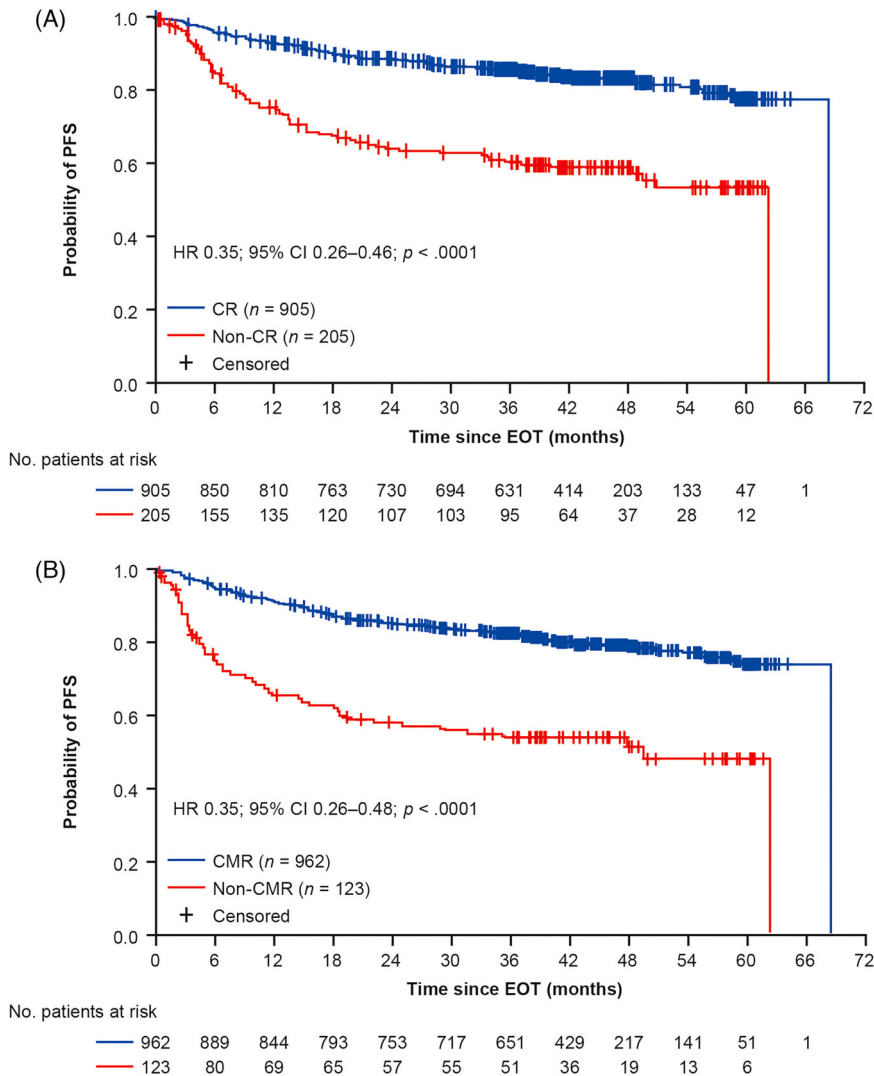 (A)
Probability of PFS
1.0
0.8
0.6
0.4
0.2
0.0
HR 0.35; 95% CI 0.26–0.46; p < .0001
CR (n = 905)
Non-CR (n = 205)
Censored
0 6 12 18 24 30 36 42 48 54 60 66 72
Time since EOT (months)
No. patients at risk
905 850 810 763 730 694 631 414 203 133 47 1
205 155 135 120 107 103 95 64 37 28 12
(B)
Probability of PFS
1.0
0.8
0.6
0.4
0.2
0.0
HR 0.35; 95% CI 0.26–0.48; p < .0001
CMR (n = 962)
Non-CMR (n = 123)
Censored
0 6 12 18 24 30 36 42 48 54 60 66 72
Time since EOT (months)
No. patients at risk
962 889 844 793 753 717 651 429 217 141 51 1
123 80 69 65 57 55 51 36 19 13 6